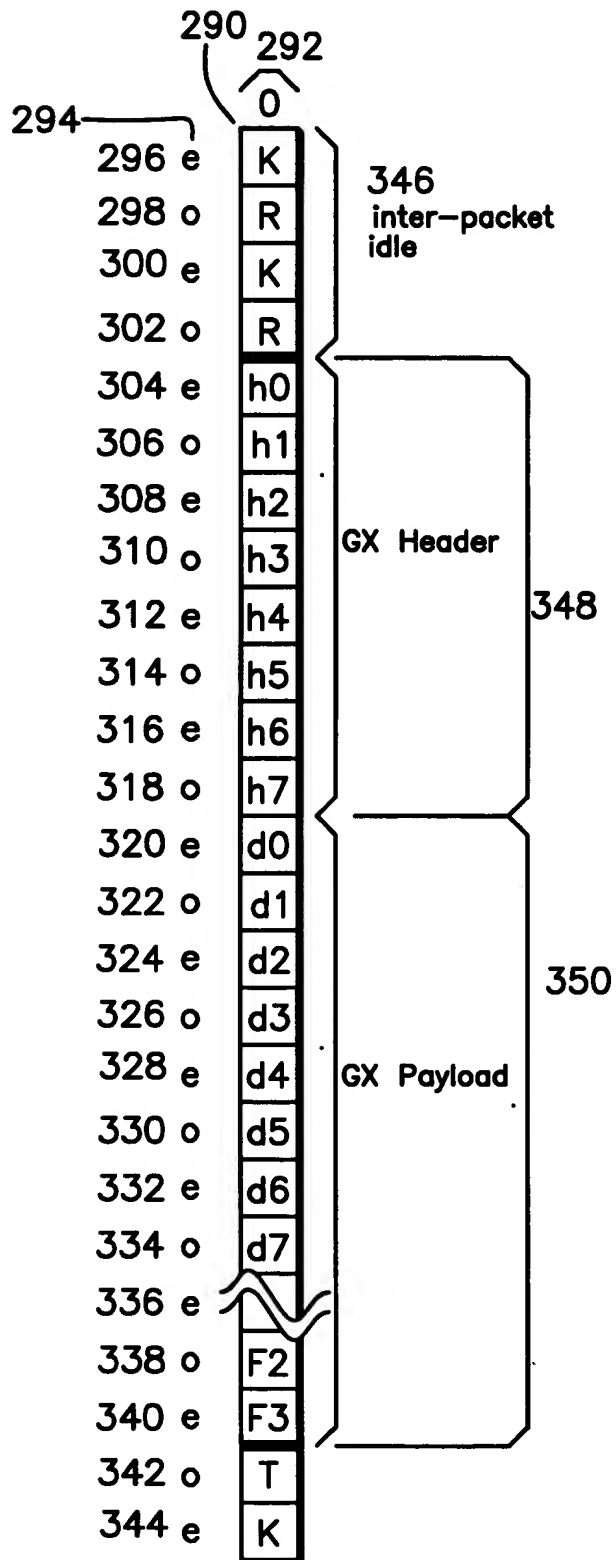 290
292
294
0
296 e K
346
298 o R
inter-packet
idle
300 e K
302 o R
304 e h0
306 o h1
308 e h2
310 o h3
GX Header
312 e h4
348
314 o h5
316 e h6
318 o h7
320 e d0
322 o d1
324 e d2
350
326 o d3
328 e d4
GX Payload
330 o d5
332 e d6
334 o d7
336 e
338 o F2
340 e F3
342 o T
344 e K